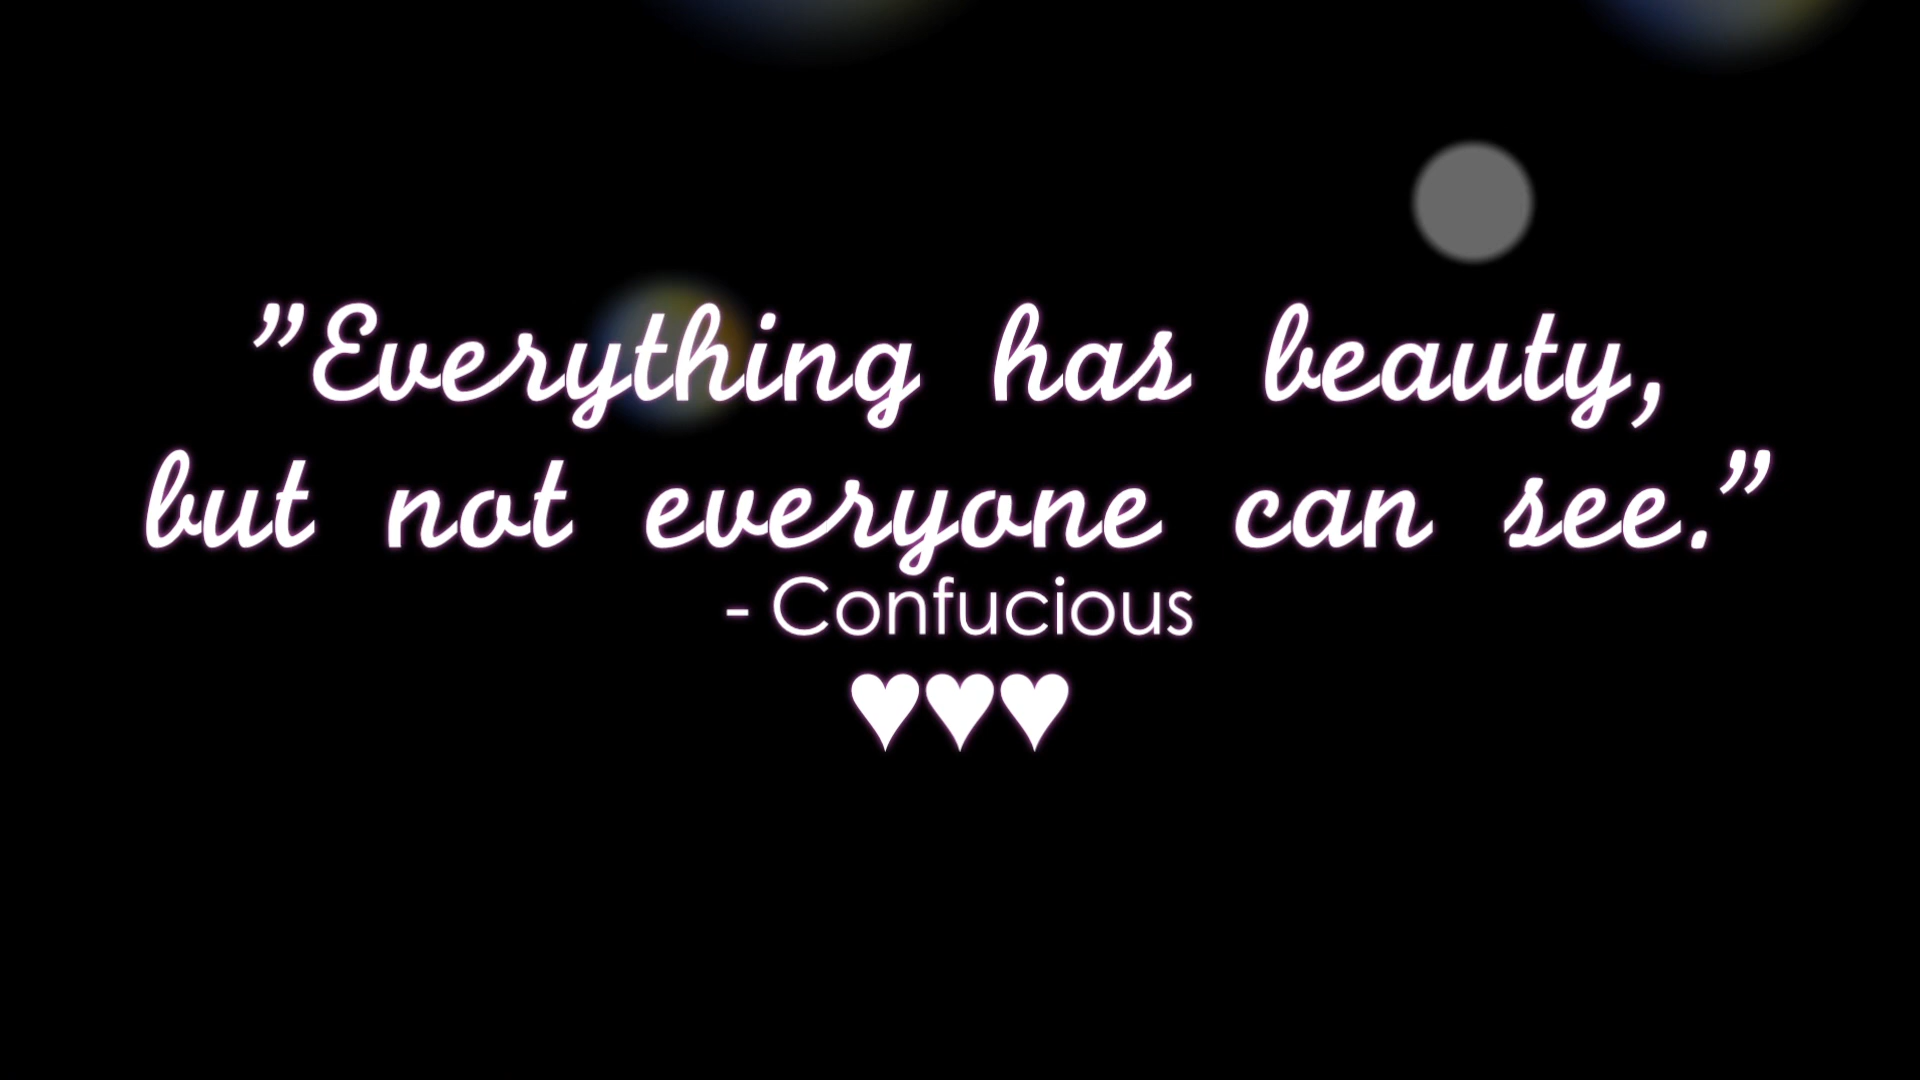 ”Everything has beauty,
but not everyone can see.”
- Confucious
♥♥♥